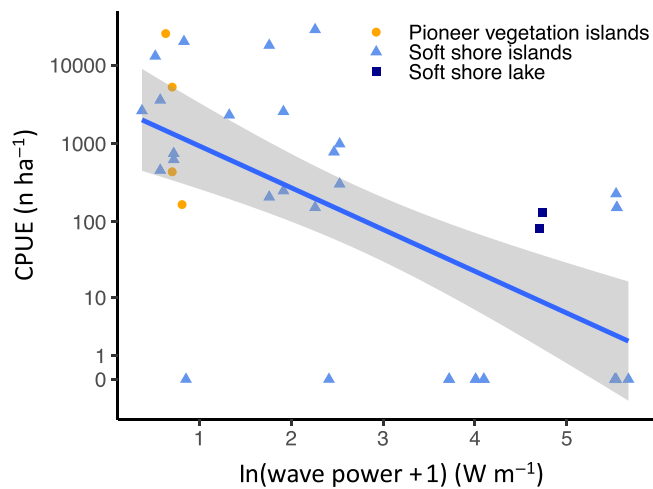 Pioneer vegetation islands
Soft shore islands
Soft shore lake
10000
1000
100
10
1
0
CPUE (n ha⁻¹)
1 2 3 4 5
ln(wave power +1) (W m⁻¹)